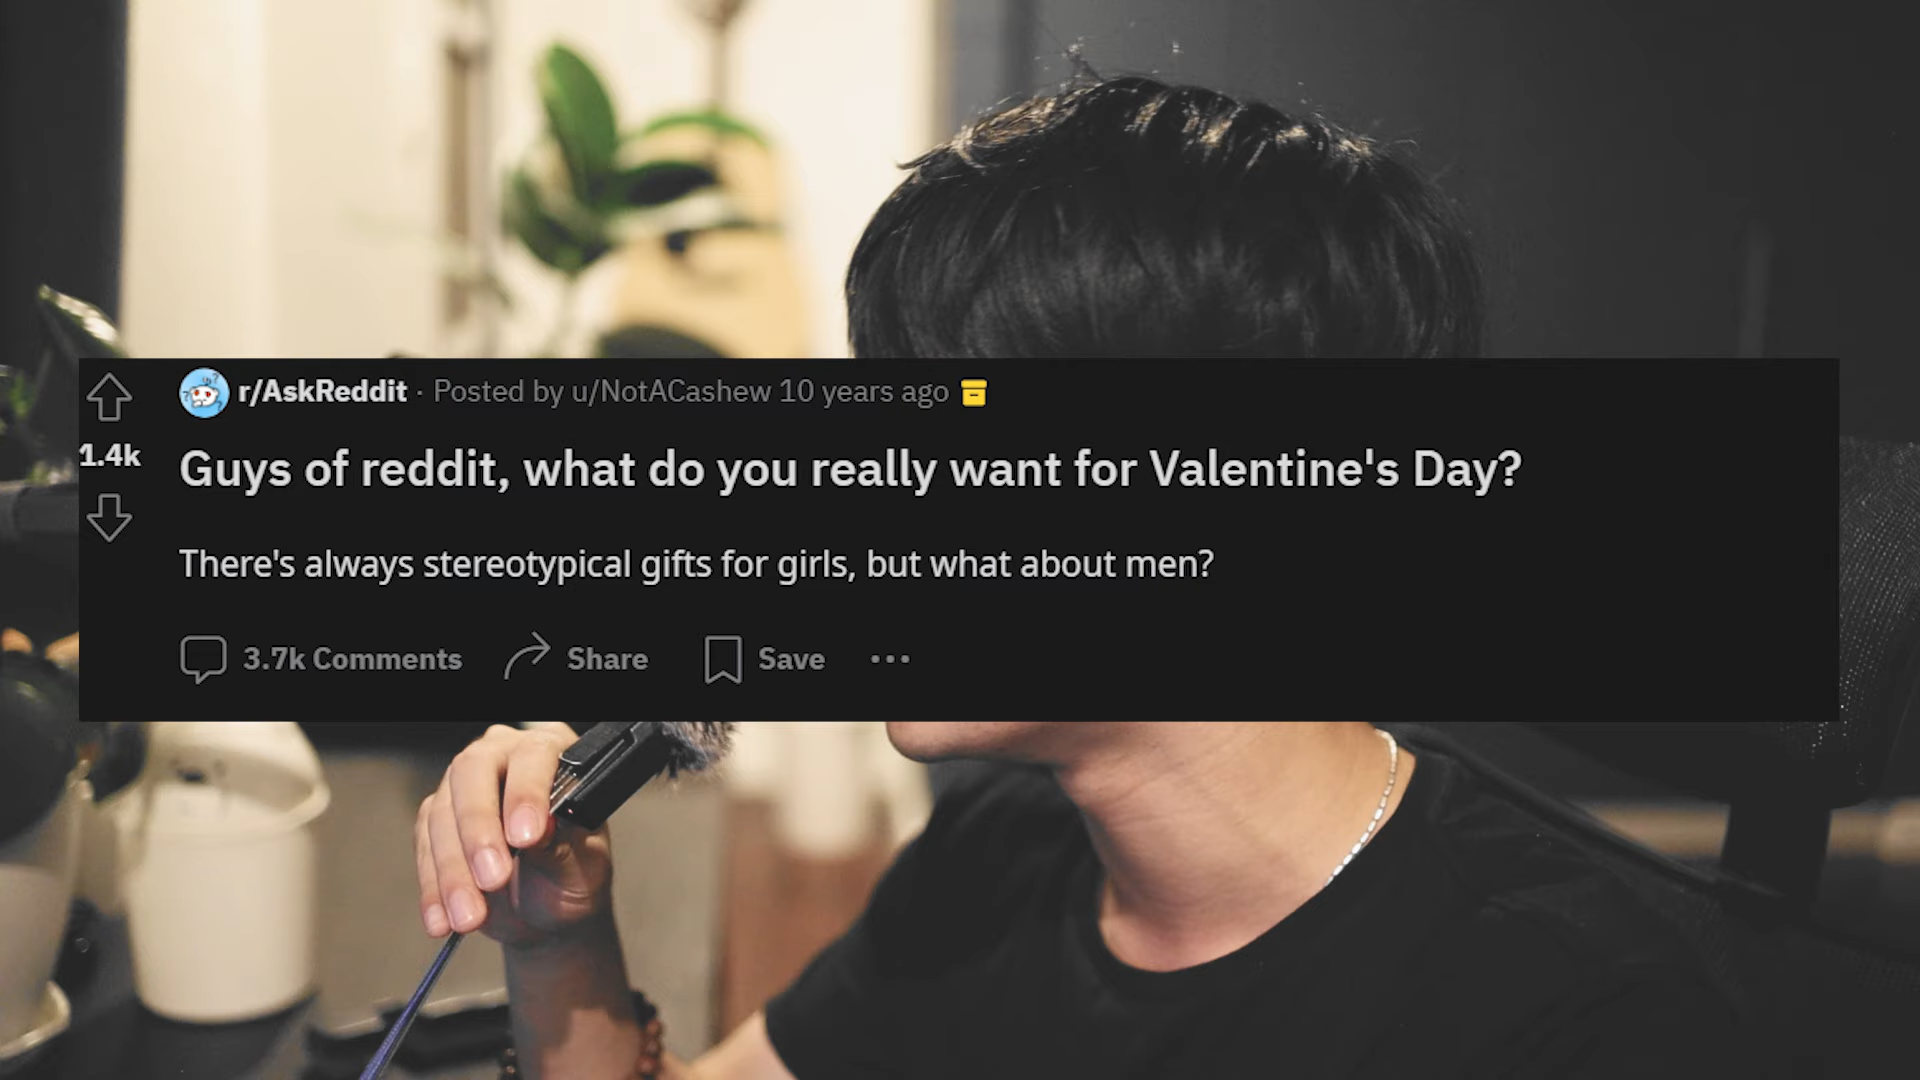 r/AskReddit · Posted by u/NotACashew 10 years ago
1.4k
Guys of reddit, what do you really want for Valentine's Day?
There's always stereotypical gifts for girls, but what about men?
3.7k Comments Share Save